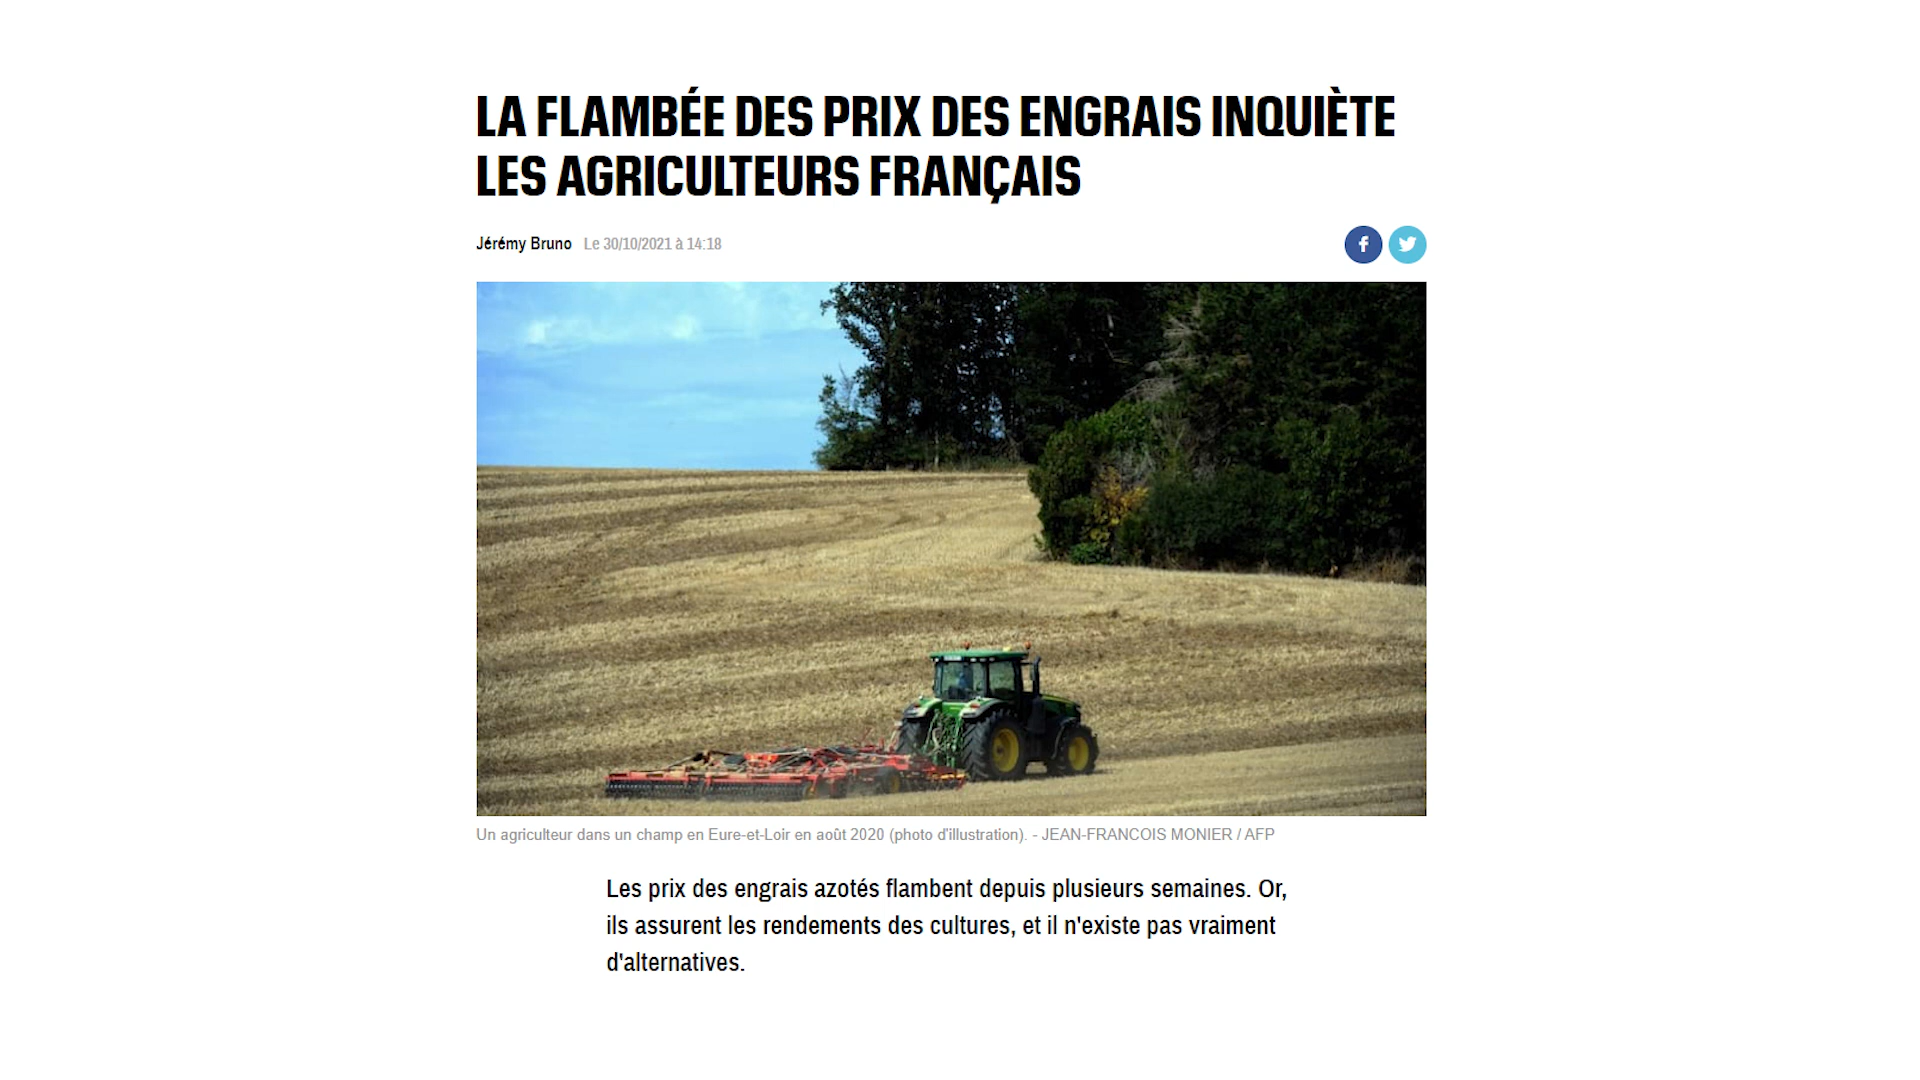 LA FLAMBÉE DES PRIX DES ENGRAIS INQUIÈTE
LES AGRICULTEURS FRANÇAIS
Jérémy Bruno Le 30/10/2021 à 14:18
Un agriculteur dans un champ en Eure-et-Loir en août 2020 (photo d'illustration). - JEAN-FRANCOIS MONIER / AFP
Les prix des engrais azotés flambent depuis plusieurs semaines. Or,
ils assurent les rendements des cultures, et il n'existe pas vraiment
d'alternatives.